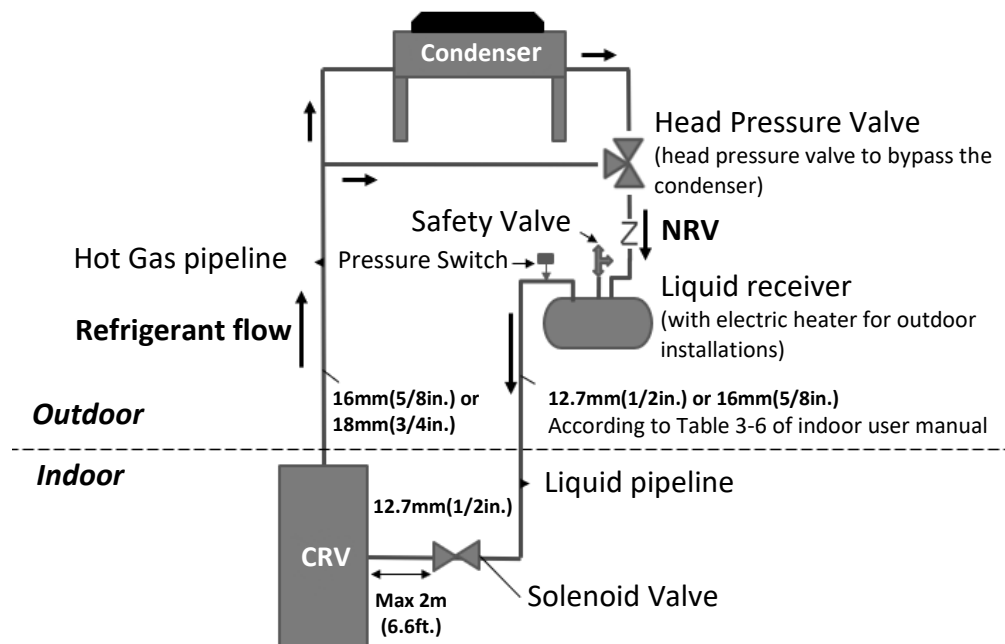 Condenser
Head Pressure Valve
(head pressure valve to bypass the
condenser)
Safety Valve
NRV
Hot Gas pipeline
Pressure Switch
Liquid receiver
(with electric heater for outdoor
installations)
Refrigerant flow
16mm(5/8in.) or
18mm(3/4in.)
12.7mm(1/2in.) or 16mm(5/8in.)
According to Table 3-6 of indoor user manual
Outdoor
Indoor
12.7mm(1/2in.)
Liquid pipeline
CRV
Solenoid Valve
Max 2m
(6.6ft.)